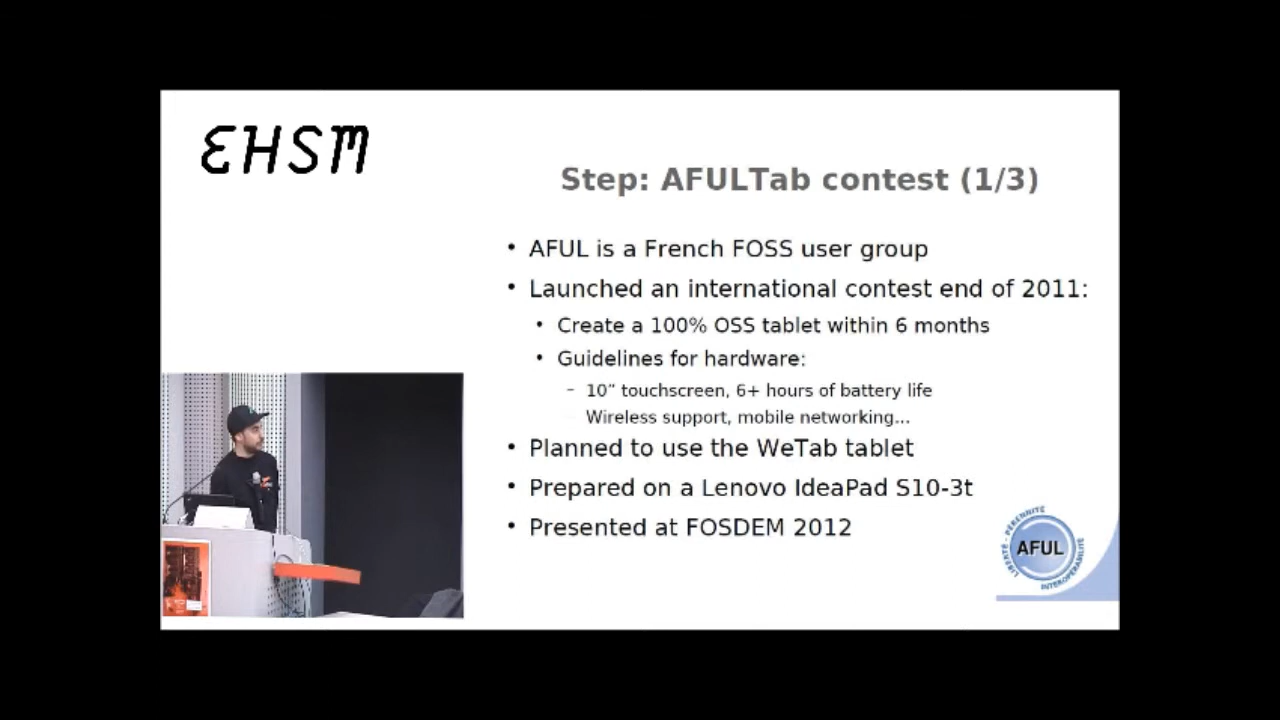 EHSM
Step: AFULTab contest (1/3)
• AFUL is a French FOSS user group
• Launched an international contest end of 2011:
• Create a 100% OSS tablet within 6 months
• Guidelines for hardware:
– 10” touchscreen, 6+ hours of battery life
– Wireless support, mobile networking...
• Planned to use the WeTab tablet
• Prepared on a Lenovo IdeaPad S10-3t
• Presented at FOSDEM 2012
LIBERTÉ - PÉRENNITÉ
AFUL
INTEROPÉRABILITÉ